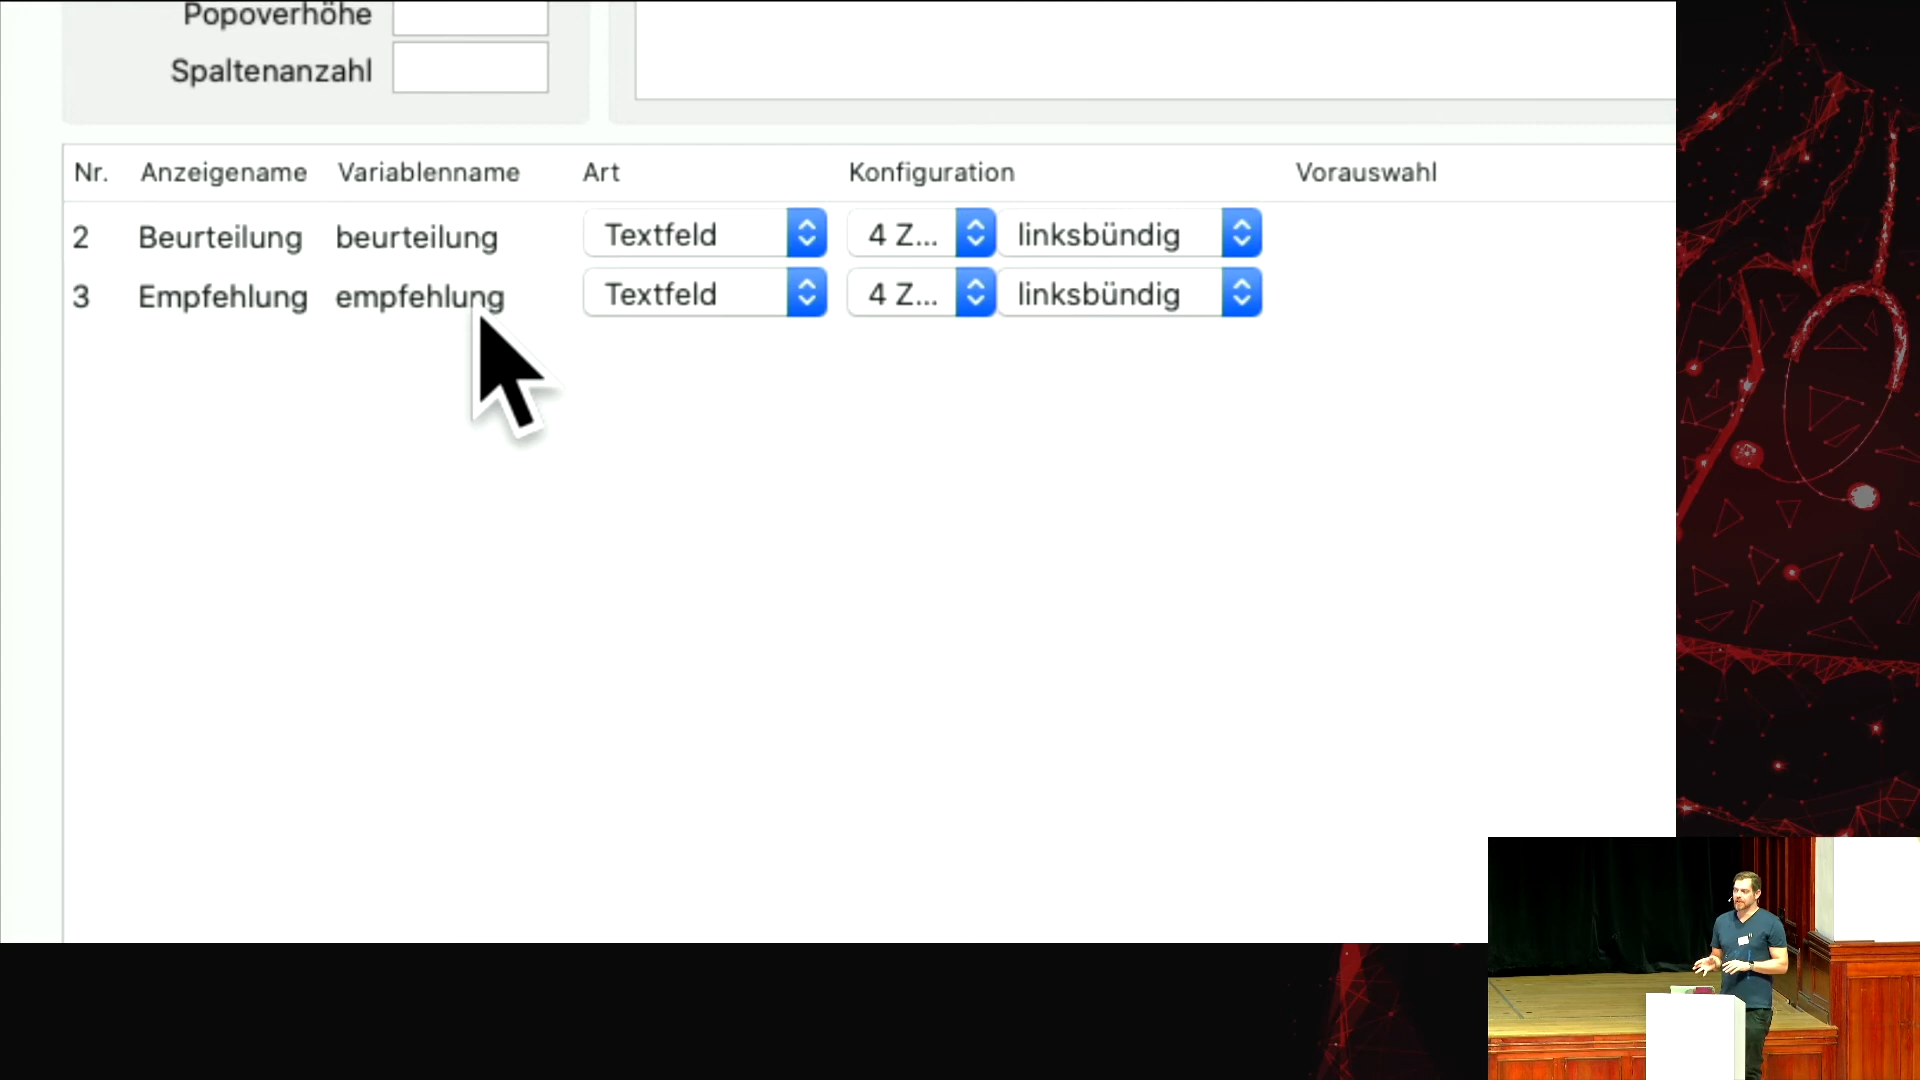 Popoverhöhe
Spaltenanzahl
Nr. Anzeigename Variablenname Art Konfiguration Vorauswahl
2 Beurteilung beurteilung Textfeld 4 Z... linksbündig
3 Empfehlung empfehlung Textfeld 4 Z... linksbündig